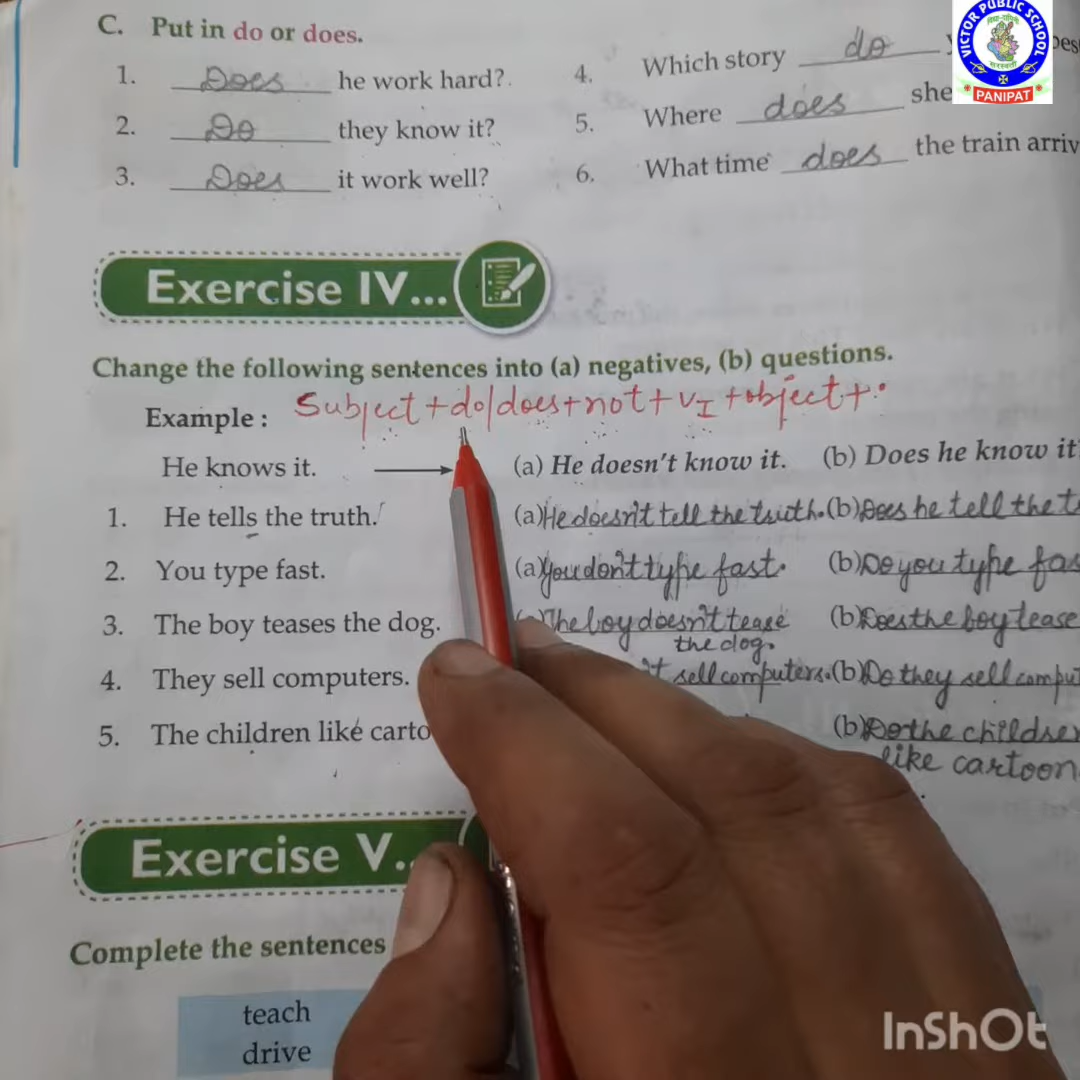 C. Put in do or does.
1. Does he work hard?
2. Do they know it?
3. Does it work well?
4. Which story do
5. Where does she
6. What time does the train arriv
VICTOR PUBLIC SCHOOL
PANIPAT
Exercise IV...
Change the following sentences into (a) negatives, (b) questions.
Example : Subject + do/does + not + VI + object + .
He knows it. (a) He doesn't know it. (b) Does he know it
1. He tells the truth. (a) He doesn't tell the truth. (b) Does he tell the t
2. You type fast. (a) You don't type fast. (b) Do you type fas
3. The boy teases the dog. The boy doesn't tease (b) Does the boy tease
the dog.
4. They sell computers. sell computers. (b) Do they sell compu
5. The children like carto (b) Do the children
like cartoon
Exercise V..
Complete the sentences
teach
drive
InShOt